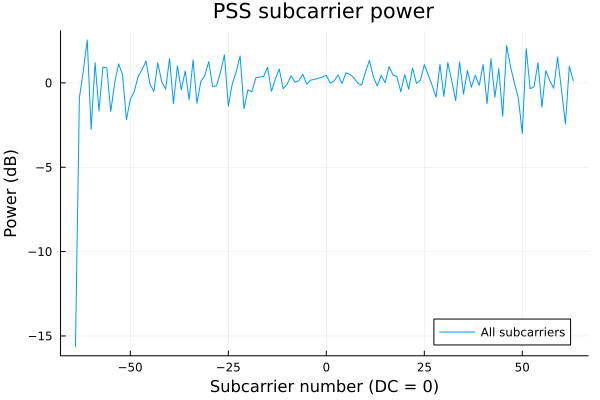 PSS subcarrier power
Power (dB)
0
−5
−10
−15
All subcarriers
−50
−25
0
25
50
Subcarrier number (DC = 0)